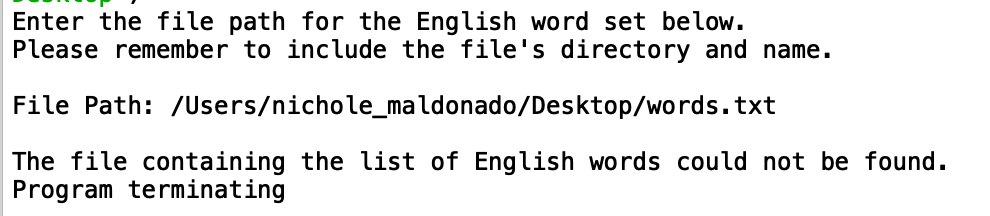 Desktop /
Enter the file path for the English word set below.
Please remember to include the file's directory and name.
File Path: /Users/nichole_maldonado/Desktop/words.txt
The file containing the list of English words could not be found.
Program terminating